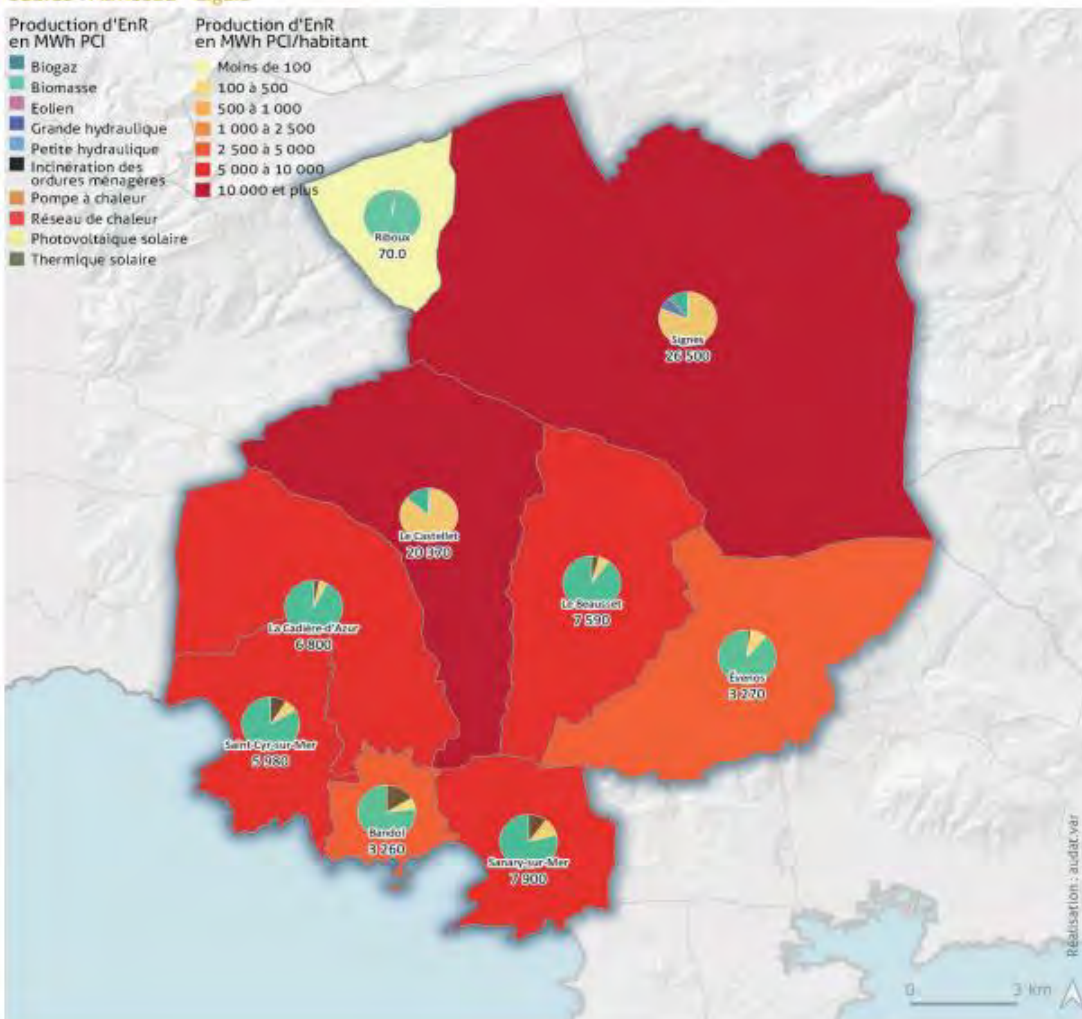 Production d'EnR
en MWh PCI
Biogaz
Biomasse
Eolien
Grande hydraulique
Petite hydraulique
Incinération des
ordures ménagères
Pompe à chaleur
Réseau de chaleur
Photovoltaïque solaire
Thermique solaire
Production d'EnR
en MWh PCI/habitant
Moins de 100
100 à 500
500 à 1 000
1 000 à 2 500
2 500 à 5 000
5 000 à 10 000
10 000 et plus
Riboux
70.0
Signes
26 500
Le Castellet
20 370
Le Beausset
7 590
La Cadière-d'Azur
6 800
Évenos
3 270
Saint-Cyr-sur-Mer
5 980
Bandol
3 260
Sanary-sur-Mer
7 900
Réalisation : audat.var
0 3 km